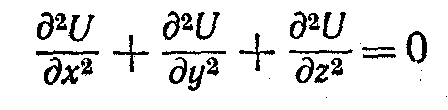 ∂²U/∂x² + ∂²U/∂y² + ∂²U/∂z² = 0